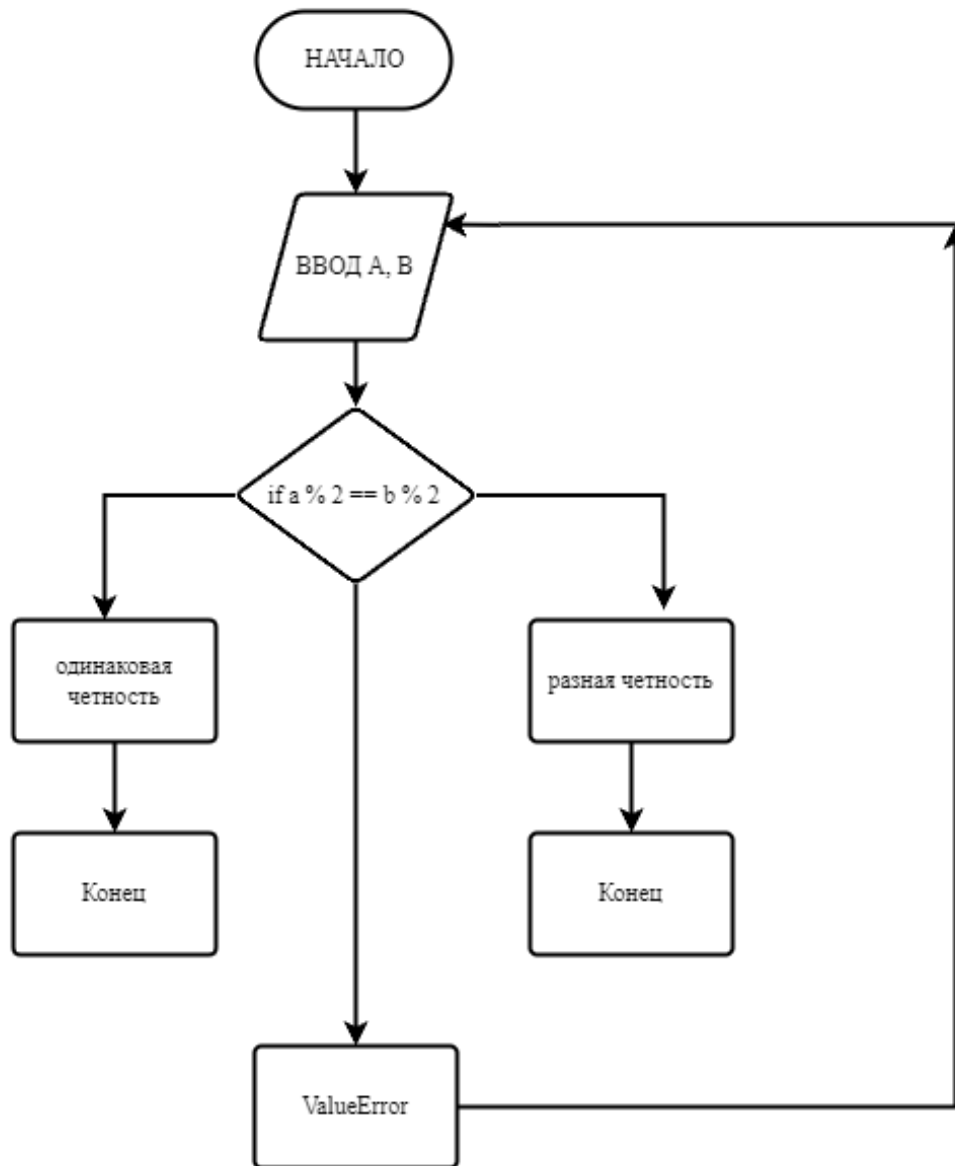 НАЧАЛО
ВВОД А, В
if a % 2 == b % 2
одинаковая
четность
разная четность
Конец
Конец
ValueError